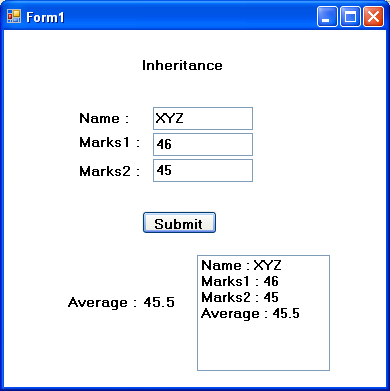 Form1
Inheritance
Name : XYZ
Marks1 : 46
Marks2 : 45
Submit
Average : 45.5
Name : XYZ
Marks1 : 46
Marks2 : 45
Average : 45.5